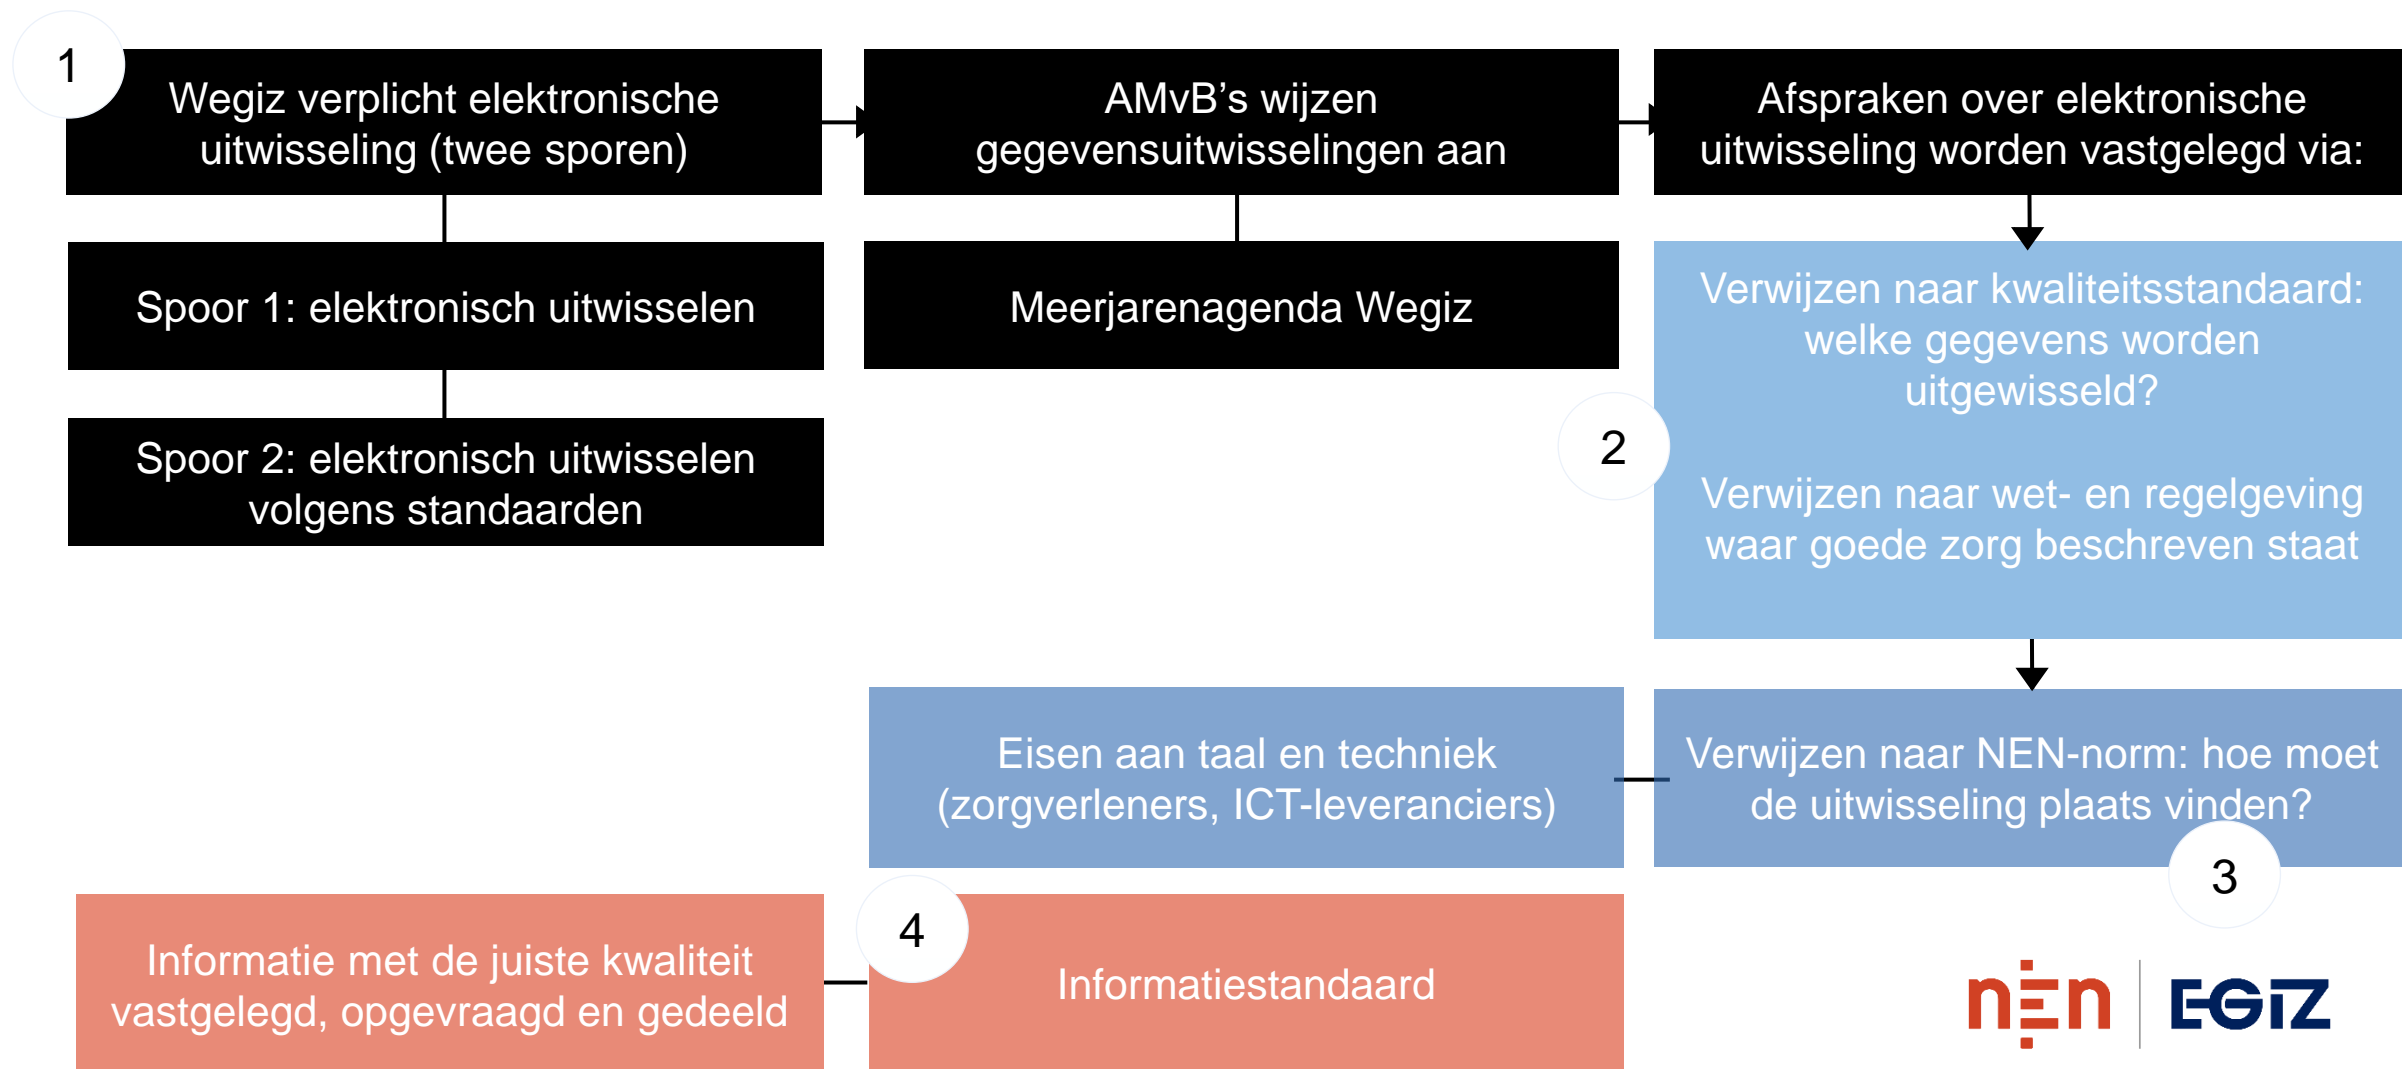 1
Wegiz verplicht elektronische
uitwisseling (twee sporen)
AMvB's wijzen
gegevensuitwisselingen aan
Afspraken over elektronische
uitwisseling worden vastgelegd via:
Spoor 1: elektronisch uitwisselen
Meerjarenagenda Wegiz
Spoor 2: elektronisch uitwisselen
volgens standaarden
2
Verwijzen naar kwaliteitsstandaard:
welke gegevens worden
uitgewisseld?
Verwijzen naar wet- en regelgeving
waar goede zorg beschreven staat
Eisen aan taal en techniek
(zorgverleners, ICT-leveranciers)
Verwijzen naar NEN-norm: hoe moet
de uitwisseling plaats vinden?
3
Informatie met de juiste kwaliteit
vastgelegd, opgevraagd en gedeeld
4
Informatiestandaard
nen
EGIZ